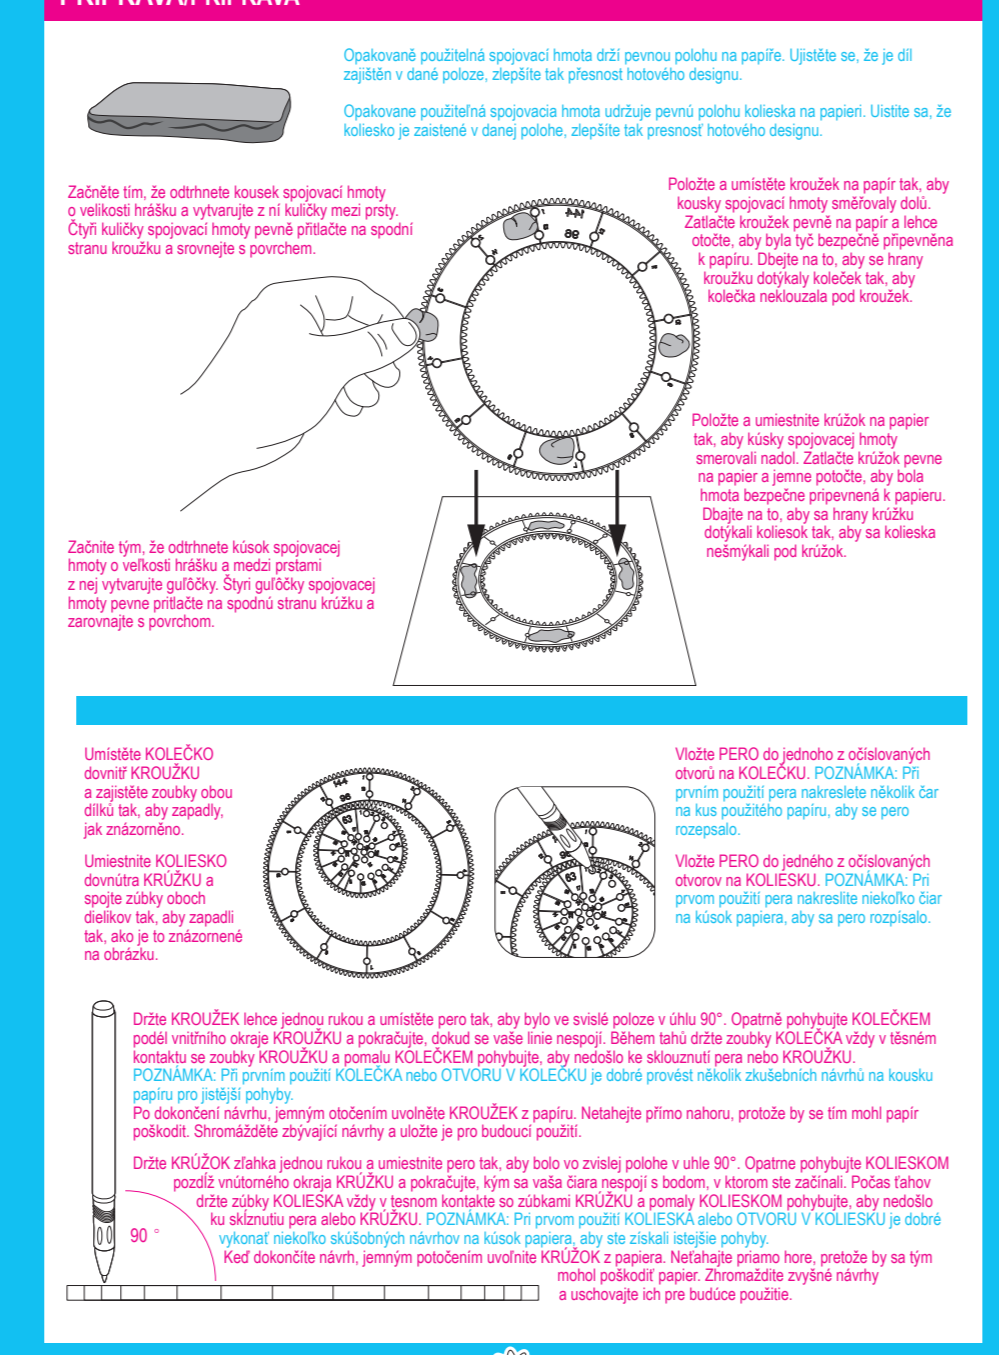 PŘÍPRAVA/PRÍPRAVA
Opakovaně použitelná spojovací hmota drží pevnou polohu na papíře. Ujistěte se, že je díl
zajištěn v dané poloze, zlepšíte tak přesnost hotového designu.
Opakovane použiteľná spojovacia hmota udržuje pevnú polohu kolieska na papieri. Uistite sa, že
koliesko je zaistené v danej polohe, zlepšíte tak presnosť hotového designu.
Začněte tím, že odtrhnete kousek spojovací hmoty
o velikosti hrášku a vytvarujte z ní kuličky mezi prsty.
Čtyři kuličky spojovací hmoty pevně přitlačte na spodní
stranu kroužku a srovnejte s povrchem.
Položte a umístěte kroužek na papír tak, aby
kousky spojovací hmoty směřovaly dolů.
Zatlačte kroužek pevně na papír a lehce
otočte, aby byla tyč bezpečně připevněna
k papíru. Dbejte na to, aby se hrany
kroužku dotýkaly koleček tak, aby
kolečka neklouzala pod kroužek.
144
96
Položte a umiestnite krúžok na papier
tak, aby kúsky spojovacej hmoty
smerovali nadol. Zatlačte krúžok pevne
na papier a jemne potočte, aby bola
hmota bezpečne pripevnená k papieru.
Dbajte na to, aby sa hrany krúžku
dotýkali koliesok tak, aby sa kolieska
nešmýkali pod krúžok.
Začnite tým, že odtrhnete kúsok spojovacej
hmoty o veľkosti hrášku a medzi prstami
z nej vytvarujte guľôčky. Štyri guľôčky spojovacej
hmoty pevne pritlačte na spodnú stranu krúžku a
zarovnajte s povrchom.
Umístěte KOLEČKO
dovnitř KROUŽKU
a zajistěte zoubky obou
dílků tak, aby zapadly,
jak znázorněno.
Umiestnite KOLIESKO
dovnútra KRÚŽKU a
spojte zúbky oboch
dielikov tak, aby zapadli
tak, ako je to znázornené
na obrázku.
144
96
63
63
Vložte PERO do jednoho z očíslovaných
otvorů na KOLEČKU. POZNÁMKA: Při
prvním použití pera nakreslete několik čar
na kus použitého papíru, aby se pero
rozepsalo.
Vložte PERO do jedného z očíslovaných
otvorov na KOLIESKU. POZNÁMKA: Pri
prvom použití pera nakreslite niekoľko čiar
na kúsok papiera, aby sa pero rozpísalo.
Držte KROUŽEK lehce jednou rukou a umístěte pero tak, aby bylo ve svislé poloze v úhlu 90°. Opatrně pohybujte KOLEČKEM
podél vnitřního okraje KROUŽKU a pokračujte, dokud se vaše linie nespojí. Během tahů držte zoubky KOLEČKA vždy v těsném
kontaktu se zoubky KROUŽKU a pomalu KOLEČKEM pohybujte, aby nedošlo ke sklouznutí pera nebo KROUŽKU.
POZNÁMKA: Při prvním použití KOLEČKA nebo OTVORU V KOLEČKU je dobré provést několik zkušebních návrhů na kousku
papíru pro jistější pohyby.
Po dokončení návrhu, jemným otočením uvolněte KROUŽEK z papíru. Netahejte přímo nahoru, protože by se tím mohl papír
poškodit. Shromážděte zbývající návrhy a uložte je pro budoucí použití.
Držte KRÚŽOK zľahka jednou rukou a umiestnite pero tak, aby bolo vo zvislej polohe v uhle 90°. Opatrne pohybujte KOLIESKOM
pozdĺž vnútorného okraja KRÚŽKU a pokračujte, kým sa vaša čiara nespojí s bodom, v ktorom ste začínali. Počas ťahov
držte zúbky KOLIESKA vždy v tesnom kontakte so zúbkami KRÚŽKU a pomaly KOLIESKOM pohybujte, aby nedošlo
ku skĺznutiu pera alebo KRÚŽKU. POZNÁMKA: Pri prvom použití KOLIESKA alebo OTVORU V KOLIESKU je dobré
vykonať niekoľko skúšobných návrhov na kúsok papiera, aby ste získali istejšie pohyby.
Keď dokončíte návrh, jemným potočením uvoľnite KRÚŽOK z papiera. Neťahajte priamo hore, pretože by sa tým
mohol poškodiť papier. Zhromaždite zvyšné návrhy
a uschovajte ich pre budúce použitie.
90 °